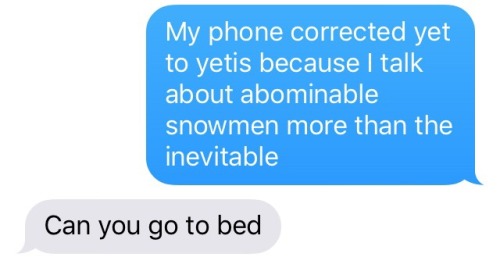 My phone corrected yet
to yetis because I talk
about abominable
snowmen more than the
inevitable
Can you go to bed